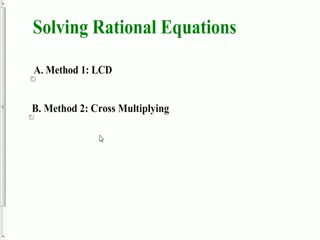 Solving Rational Equations
A. Method 1: LCD
B. Method 2: Cross Multiplying